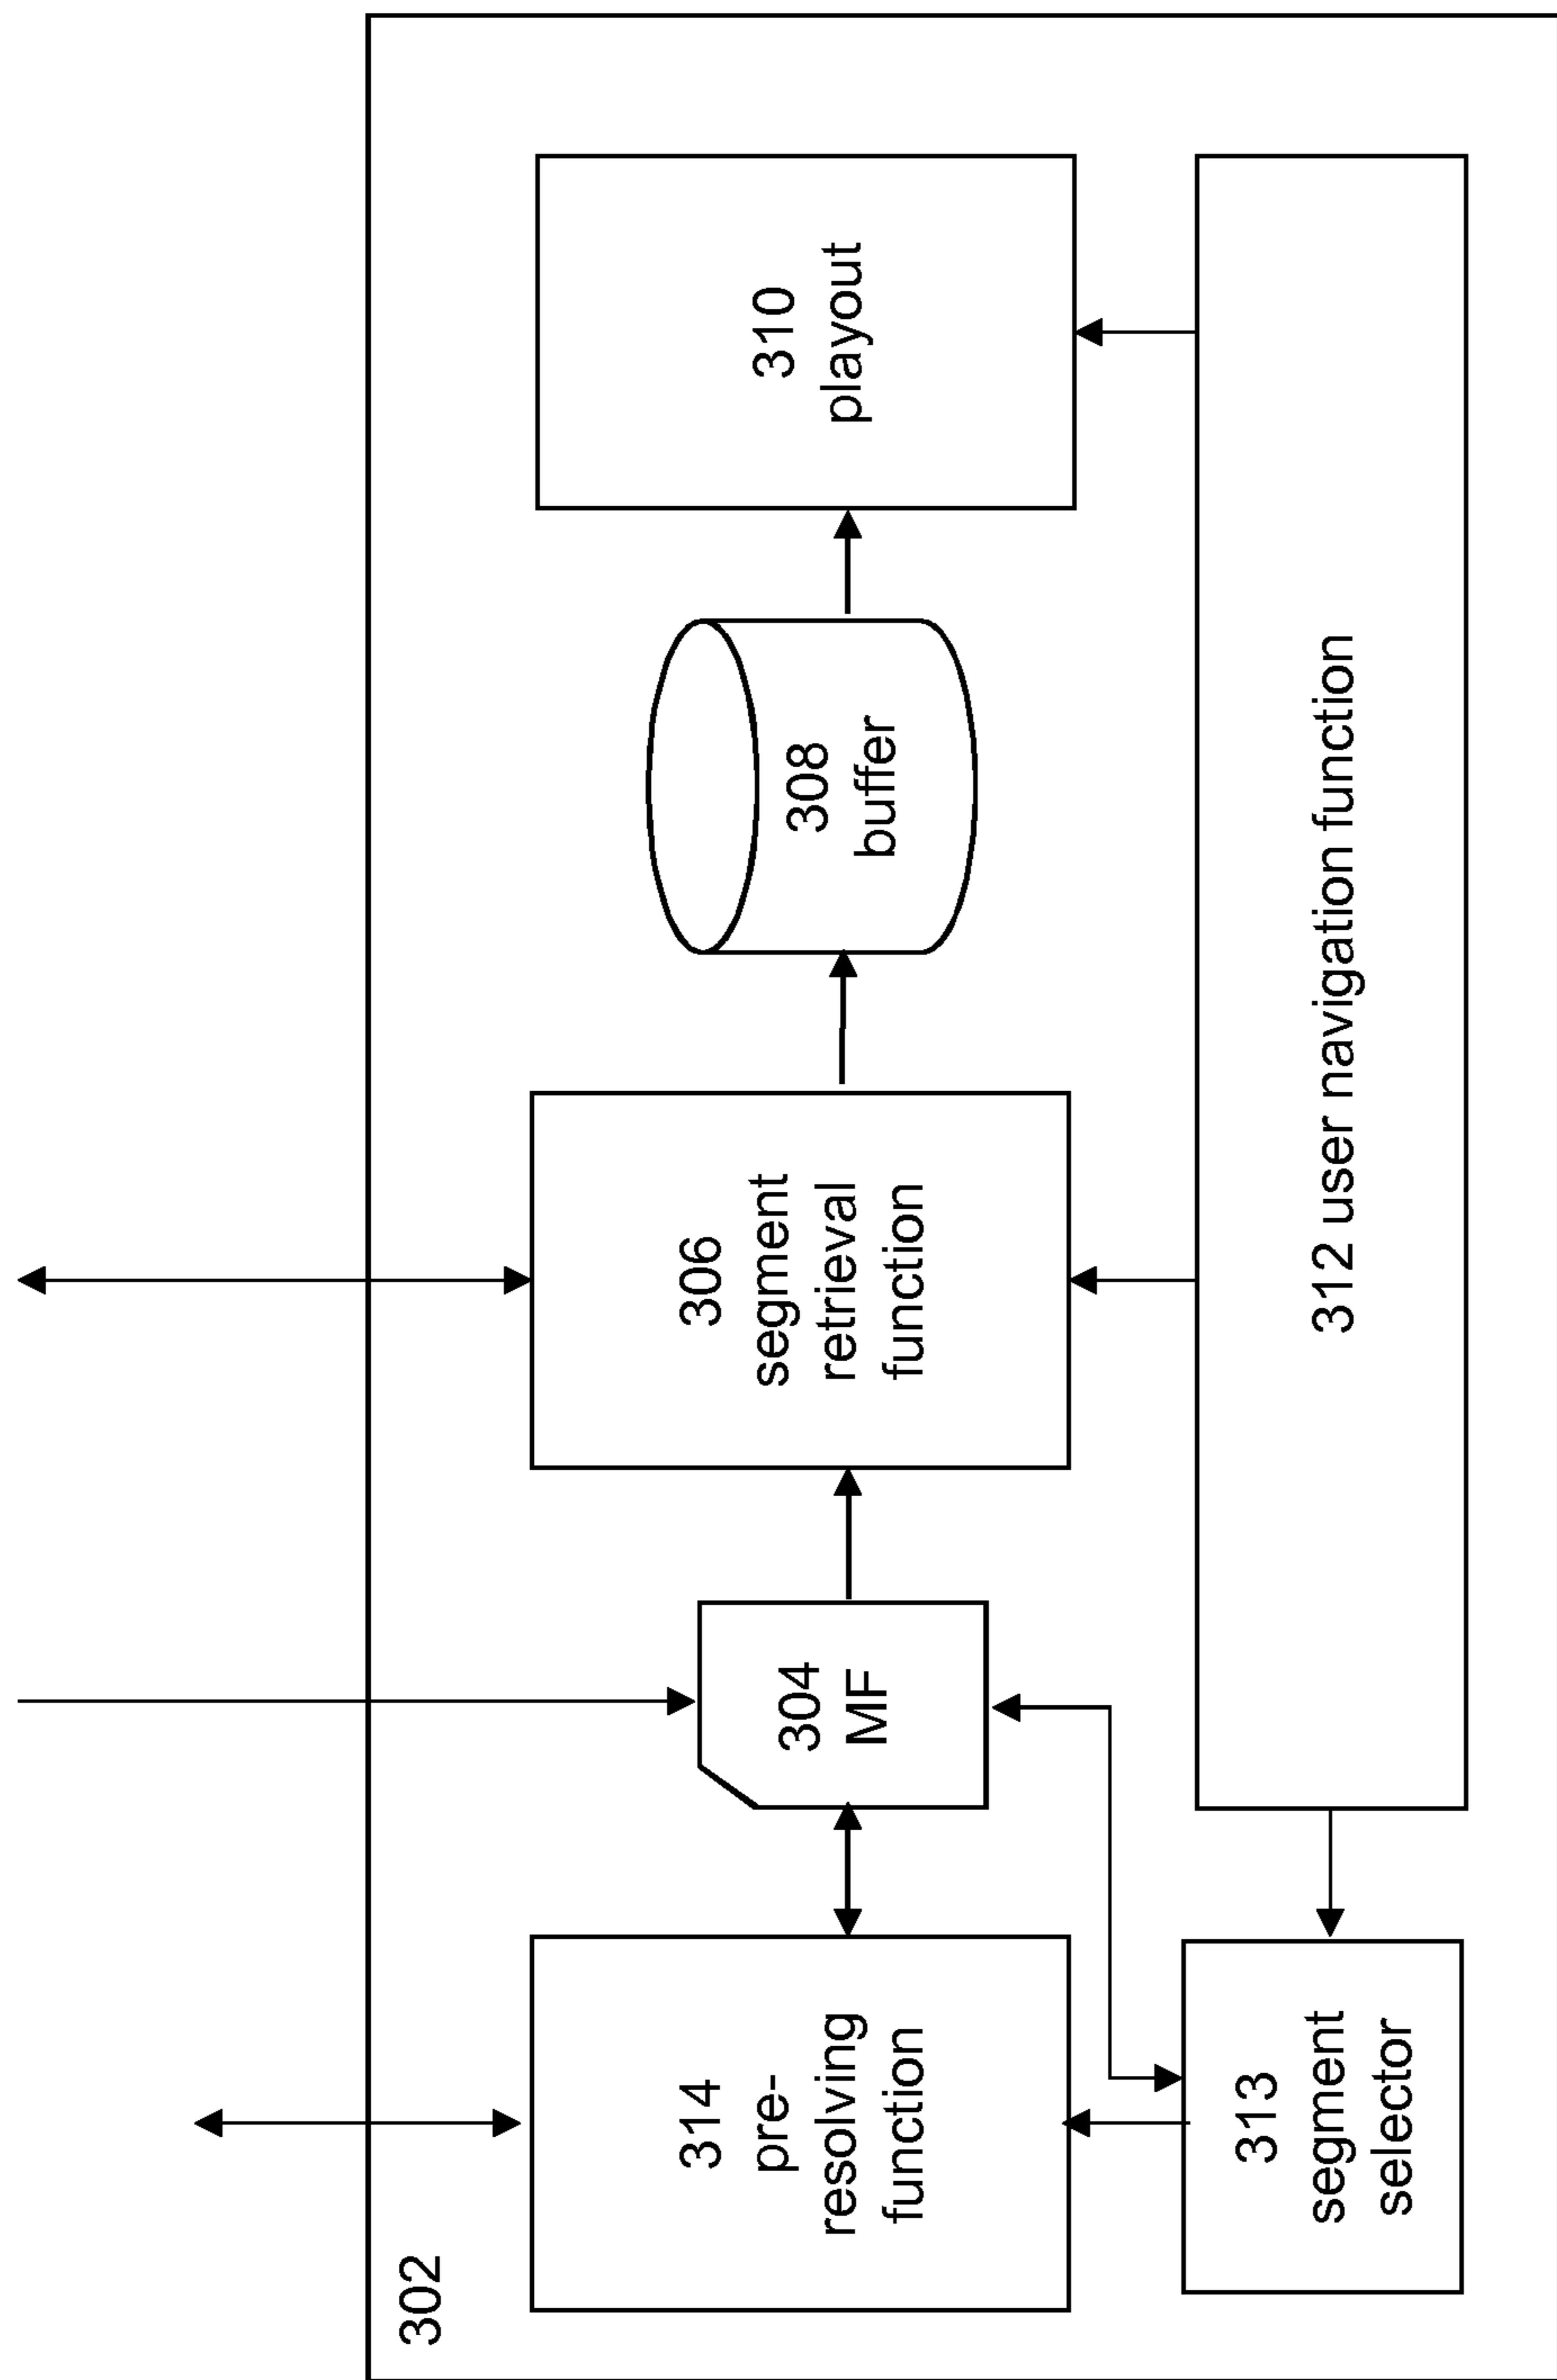 302
314
pre-
resolving
function
304
MF
306
segment
retrieval
function
308
buffer
310
playout
313
segment
selector
312 user navigation function